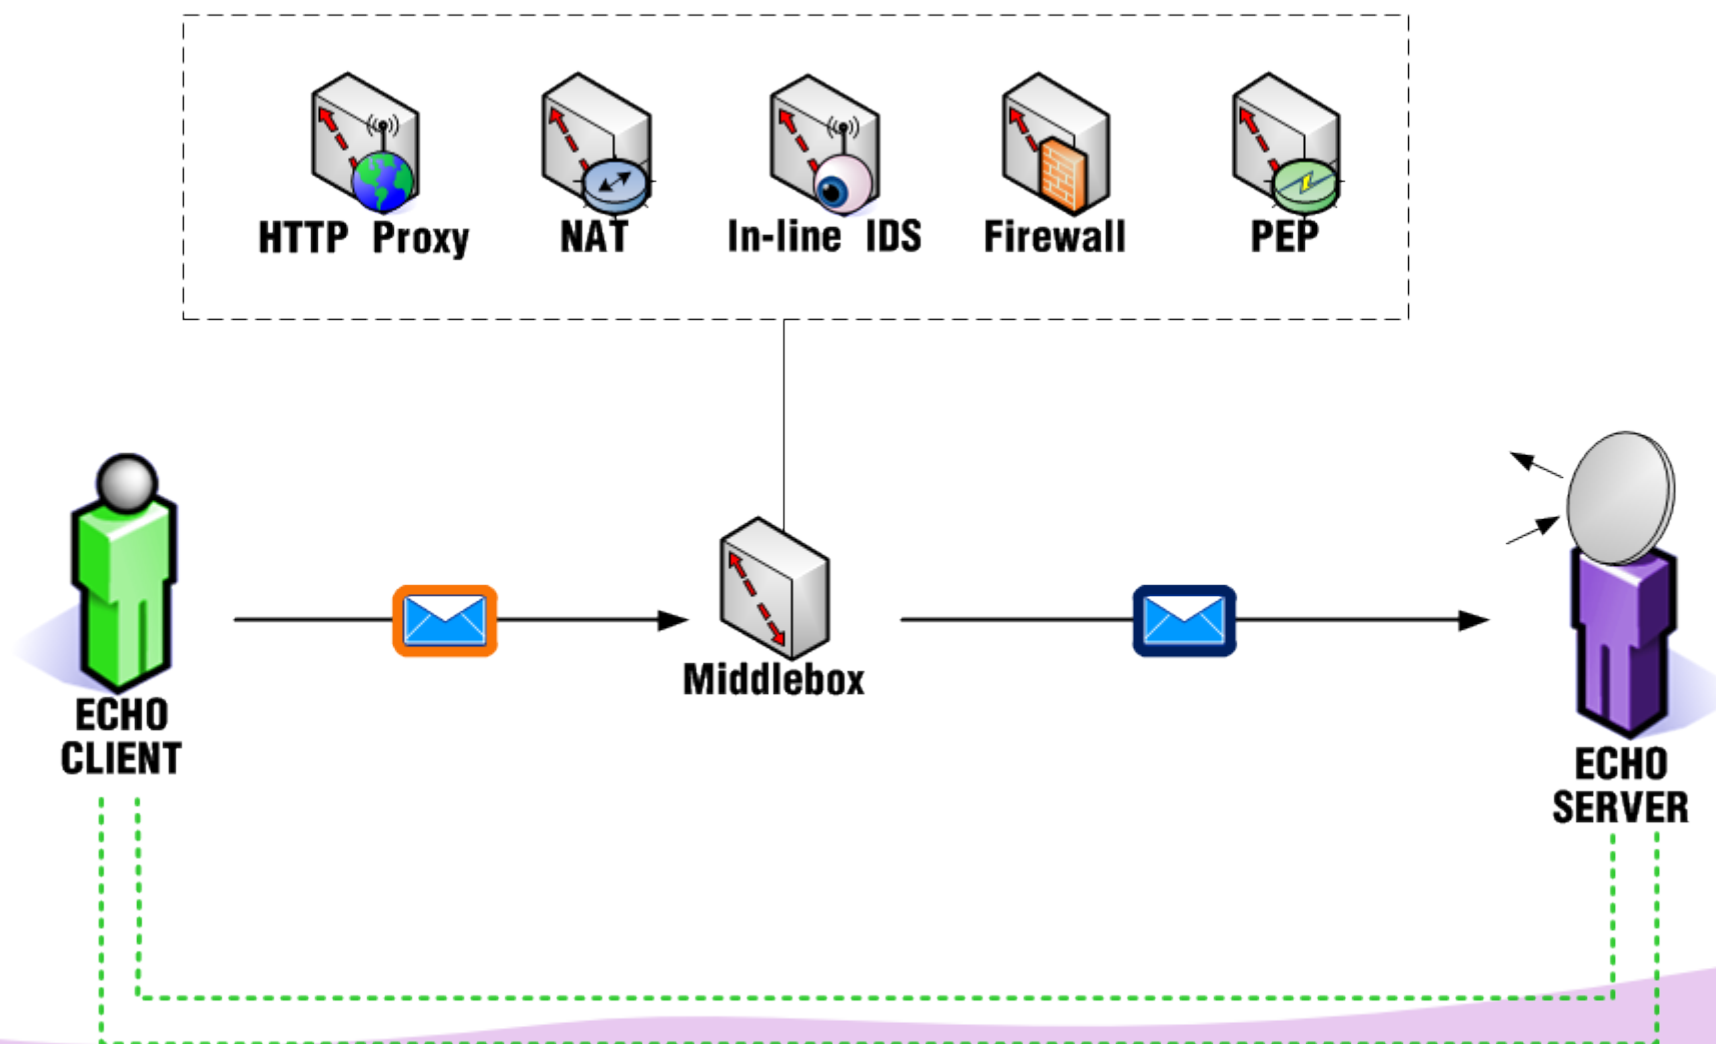 HTTP Proxy
NAT
In-line IDS
Firewall
PEP
Middlebox
ECHO
CLIENT
ECHO
SERVER